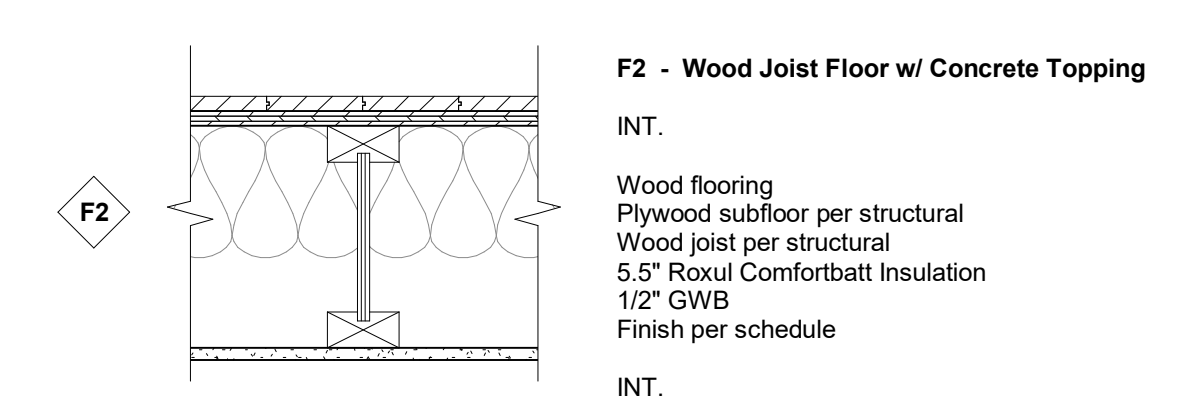 F2 - Wood Joist Floor w/ Concrete Topping
INT.
Wood flooring
Plywood subfloor per structural
F2
Wood joist per structural
5.5" Roxul Comfortbatt Insulation
1/2" GWB
Finish per schedule
INT.